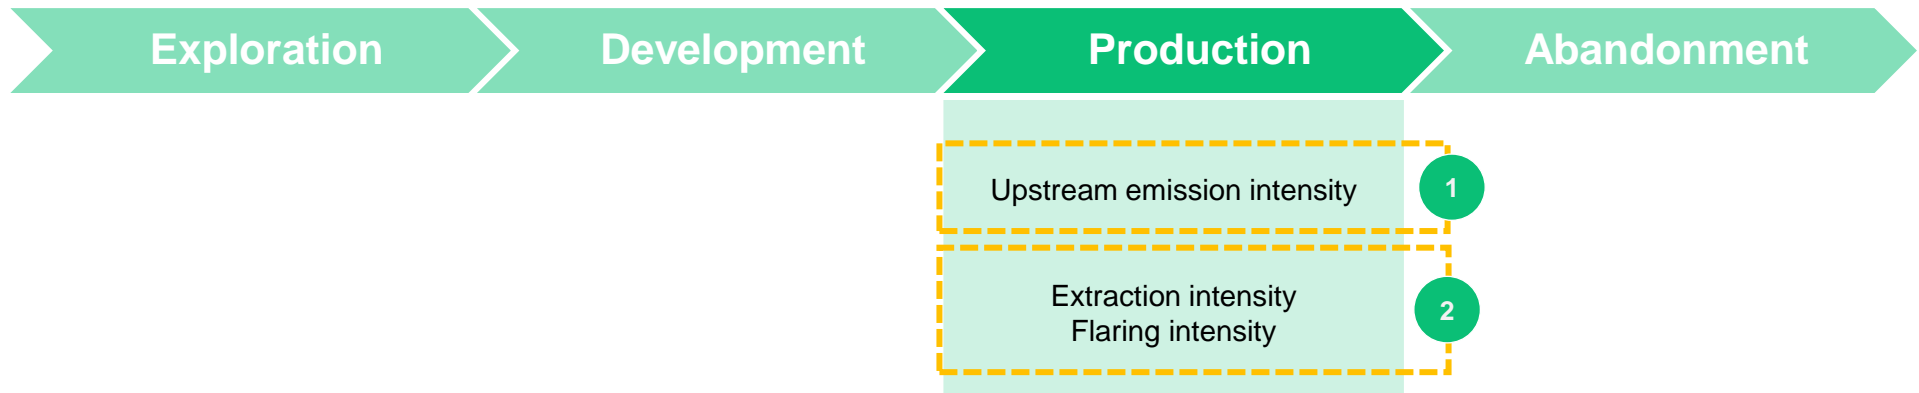 Exploration
Development
Production
Abandonment
Upstream emission intensity
1
Extraction intensity
Flaring intensity
2